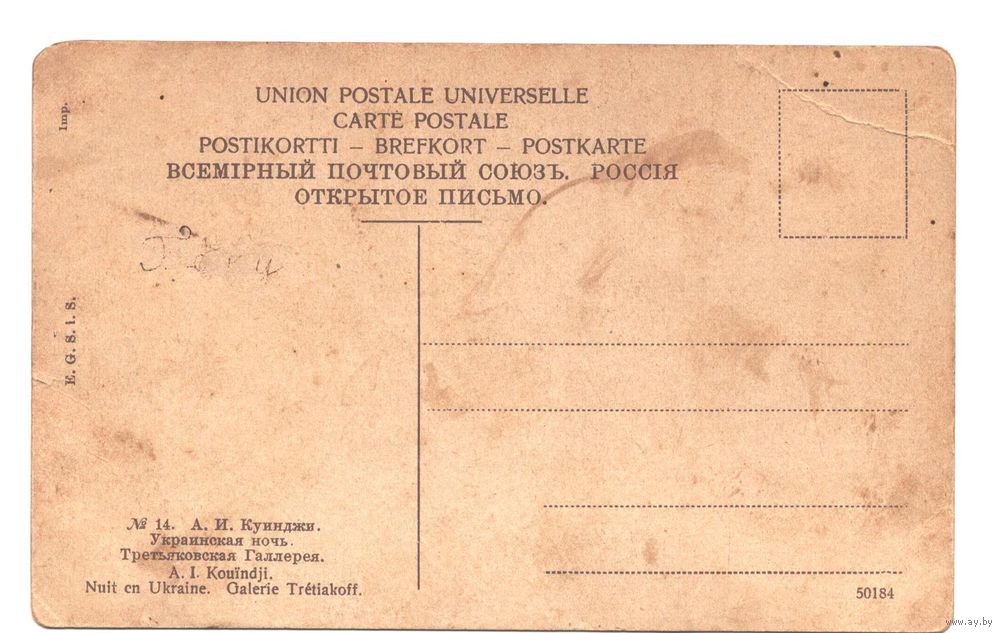 Imp.
UNION POSTALE UNIVERSELLE
CARTE POSTALE
POSTIKORTTI – BREFKORT – POSTKARTE
ВСЕМІРНЫЙ ПОЧТОВЫЙ СОЮЗЪ. РОССІЯ
ОТКРЫТОЕ ПИСЬМО.
E. G. S. i. S.
№ 14. А. И. Куинджи.
Украинская ночь.
Третьяковская Галлерея.
A. I. Kouïndji.
Nuit en Ukraine. Galerie Trétiakoff.
50184
www.ay.by